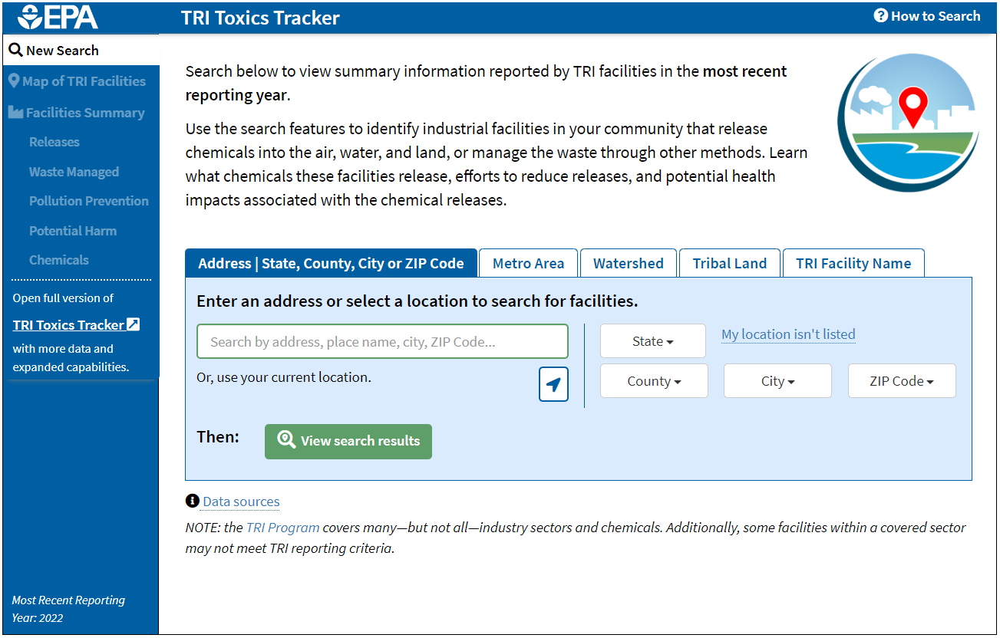 EPA
TRI Toxics Tracker
How to Search
New Search
Map of TRI Facilities
Facilities Summary
Releases
Waste Managed
Pollution Prevention
Potential Harm
Chemicals
Open full version of
TRI Toxics Tracker
with more data and
expanded capabilities.
Most Recent Reporting
Year: 2022
Search below to view summary information reported by TRI facilities in the most recent
reporting year.
Use the search features to identify industrial facilities in your community that release
chemicals into the air, water, and land, or manage the waste through other methods. Learn
what chemicals these facilities release, efforts to reduce releases, and potential health
impacts associated with the chemical releases.
Address | State, County, City or ZIP Code
Metro Area
Watershed
Tribal Land
TRI Facility Name
Enter an address or select a location to search for facilities.
Search by address, place name, city, ZIP Code...
Or, use your current location.
State
My location isn't listed
County
City
ZIP Code
Then:
View search results
Data sources
NOTE: the TRI Program covers many—but not all—industry sectors and chemicals. Additionally, some facilities within a covered sector
may not meet TRI reporting criteria.